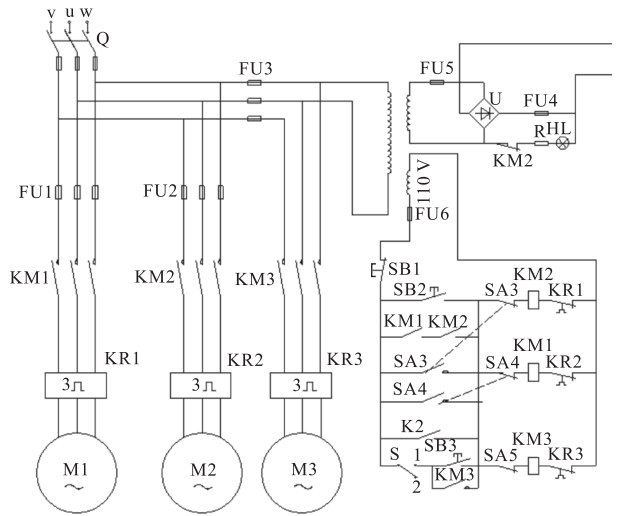 v u w
Q
FU3
FU5
U
FU4
R HL
KM2
110 V
FU1
FU2
FU6
KM1
KM2
KM3
SB1
SB2
SA3
KM2
KR1
KM1
KM2
SA3
SA4
KM1
KR2
SA4
KR1
KR2
KR3
3
3
3
K2
SB3
S
1
2
KM3
SA5
KM3
KR3
M1
~
M2
~
M3
~